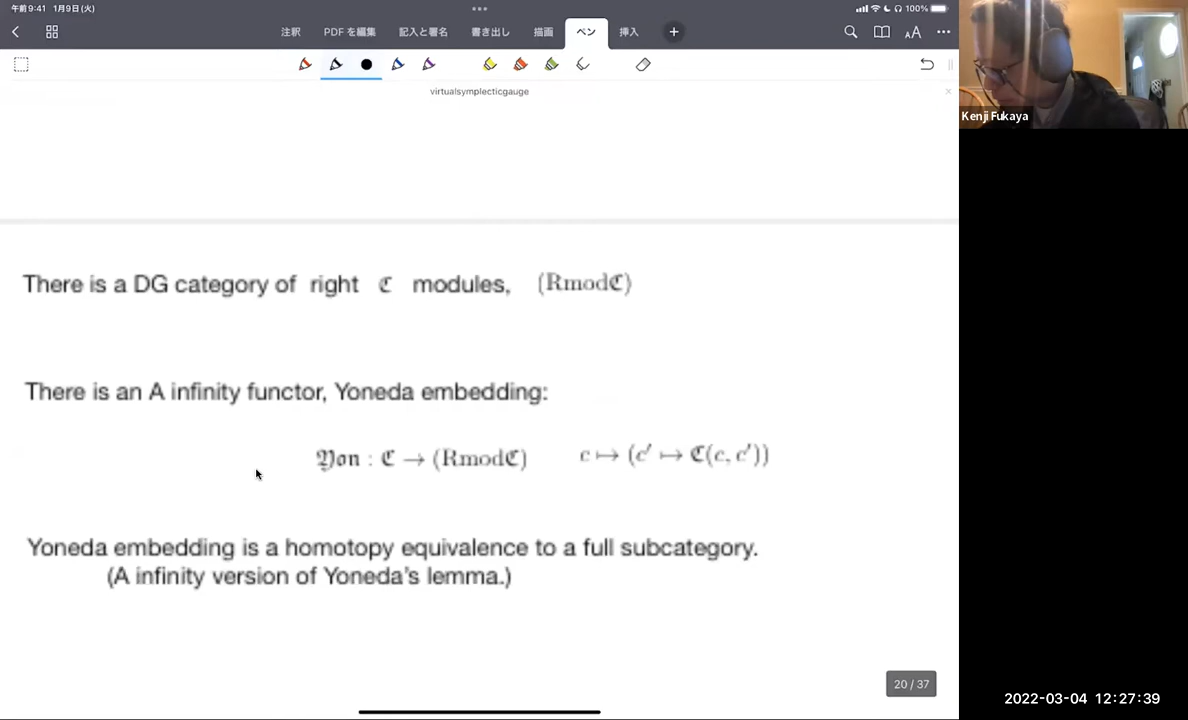 午前9:41 1月9日(火)
100%
注釈 PDFを編集 記入と署名 書き出し 描画 ペン 挿入
AA
virtualsymplecticgauge
Kenji Fukaya
There is a DG category of right ℭ modules, (Rmodℭ)
There is an A infinity functor, Yoneda embedding:
𝔜𝔬𝔫 : ℭ → (Rmodℭ) c ↦ (c′ ↦ ℭ(c, c′))
Yoneda embedding is a homotopy equivalence to a full subcategory.
(A infinity version of Yoneda's lemma.)
20 / 37
2022-03-04 12:27:39